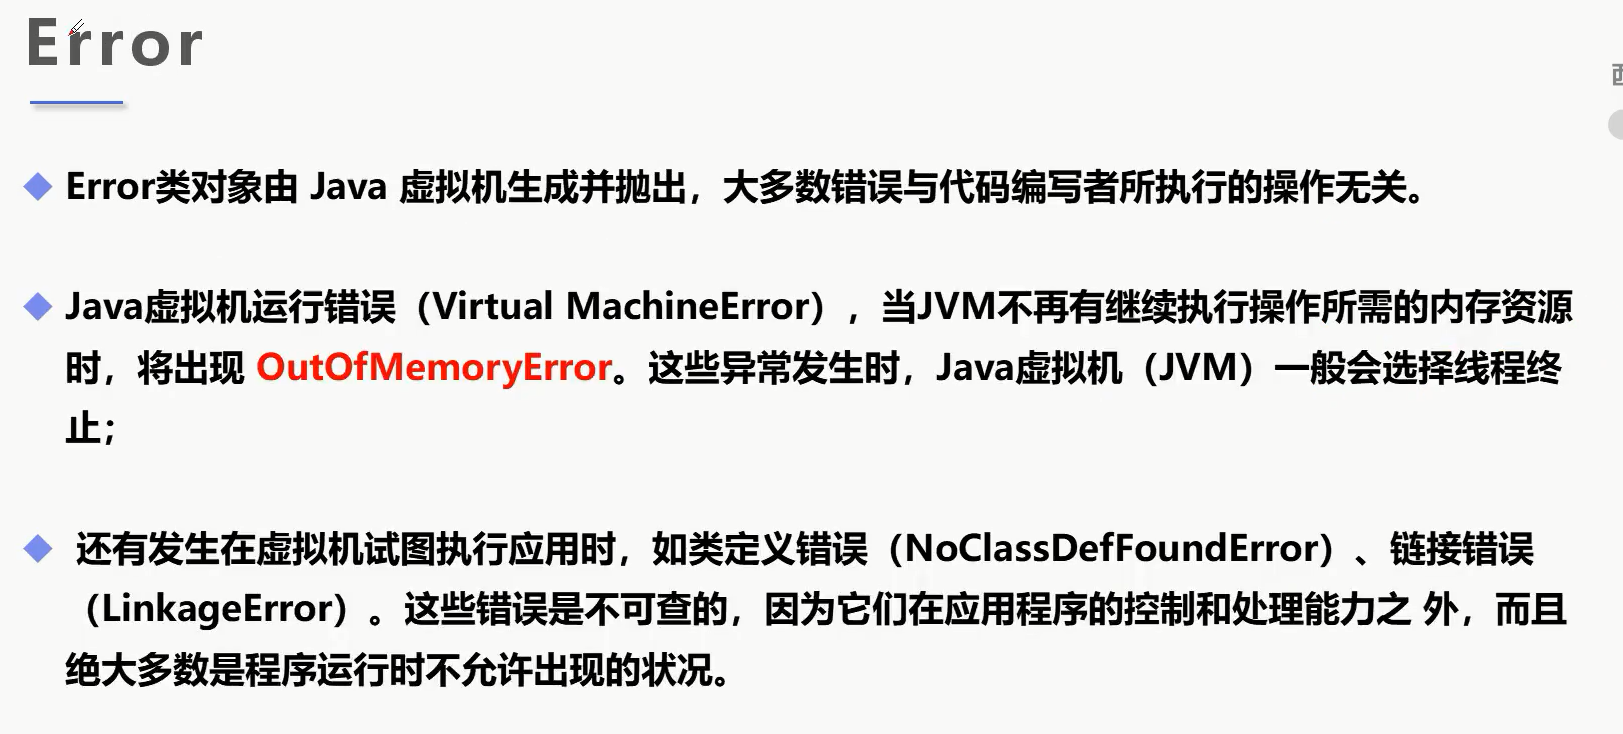 Error
Error类对象由 Java 虚拟机生成并抛出，大多数错误与代码编写者所执行的操作无关。
Java虚拟机运行错误（Virtual MachineError），当JVM不再有继续执行操作所需的内存资源
时，将出现 OutOfMemoryError。这些异常发生时，Java虚拟机（JVM）一般会选择线程终
止；
还有发生在虚拟机试图执行应用时，如类定义错误（NoClassDefFoundError）、链接错误
（LinkageError）。这些错误是不可查的，因为它们在应用程序的控制和处理能力之 外，而且
绝大多数是程序运行时不允许出现的状况。